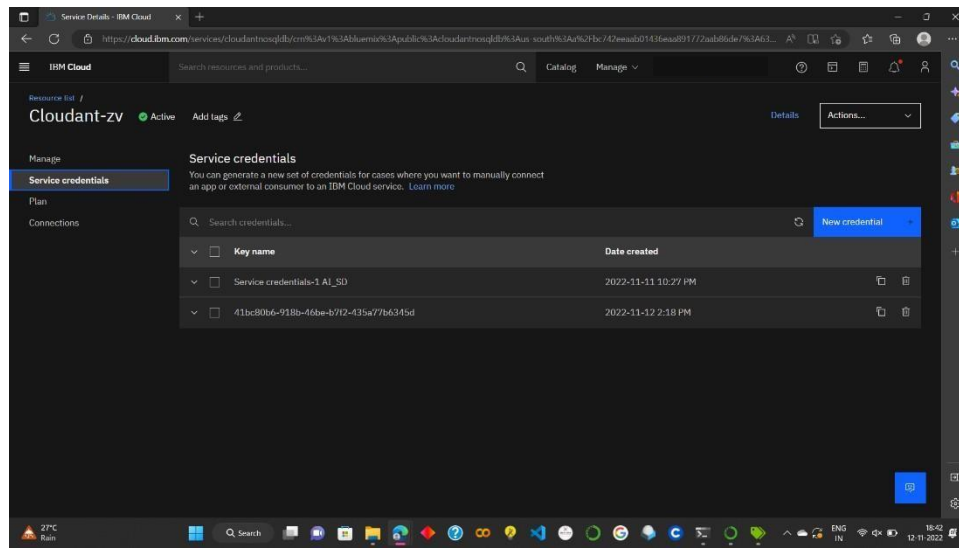 Service Details - IBM Cloud
https://cloud.ibm.com/services/cloudantnosqldb/crn%3Av1%3Abluemix%3Apublic%3Acloudantnosqldb%3Aus-south%3Aa%2Fbc742eeaab01436eaa891772aab86de7%3A63...
IBM Cloud
Search resources and products...
Catalog
Manage
Resource list /
Cloudant-zv
Active
Add tags
Details
Actions...
Manage
Service credentials
Plan
Connections
Service credentials
You can generate a new set of credentials for cases where you want to manually connect
an app or external consumer to an IBM Cloud service. Learn more
Search credentials...
New credential +
Key name
Date created
Service credentials-1 AI_SD
2022-11-11 10:27 PM
41bc80b6-918b-46be-b7f2-435a77b6345d
2022-11-12 2:18 PM
27°C
Rain
Search
ENG
IN
18:42
12-11-2022